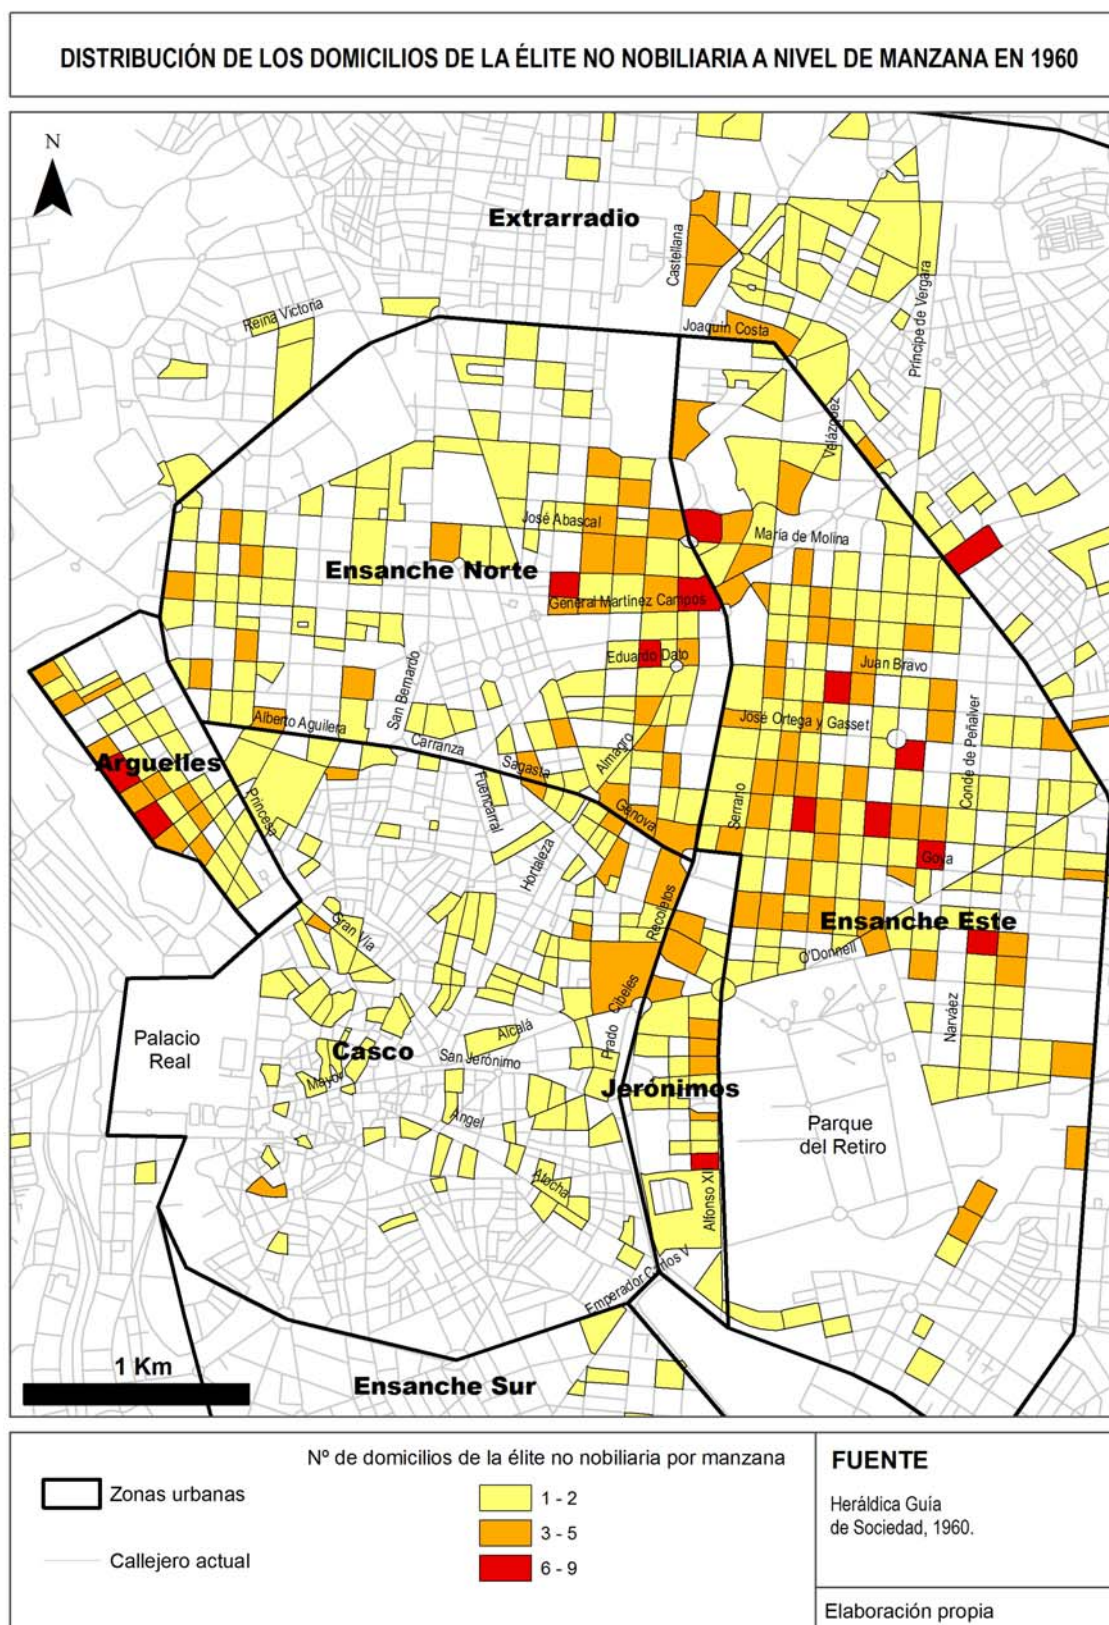 DISTRIBUCIÓN DE LOS DOMICILIOS DE LA ÉLITE NO NOBILIARIA A NIVEL DE MANZANA EN 1960
N
Extrarradio
Castellana
Reina Victoria
Joaquín Costa
Príncipe de Vergara
Velázquez
José Abascal
María de Molina
Ensanche Norte
General Martínez Campos
Eduardo Dato
Juan Bravo
San Bernardo
Alberto Aguilera
José Ortega y Gasset
Conde de Peñalver
Carranza
Almagro
Arguelles
Sagasta
Princesa
Fuencarral
Genova
Serrano
Hortaleza
Goya
Recoletos
Gran Vía
Ensanche Este
O'Donnell
Cibeles
Narváez
Palacio
Real
Alcalá
Casco
San Jerónimo
Prado
Mayor
Jerónimos
Angel
Parque
del Retiro
Atocha
Alfonso XI
Emperador Carlos V
1 Km
Ensanche Sur
Zonas urbanas
Callejero actual
Nº de domicilios de la élite no nobiliaria por manzana
1 - 2
3 - 5
6 - 9
FUENTE
Heráldica Guía
de Sociedad, 1960.
Elaboración propia